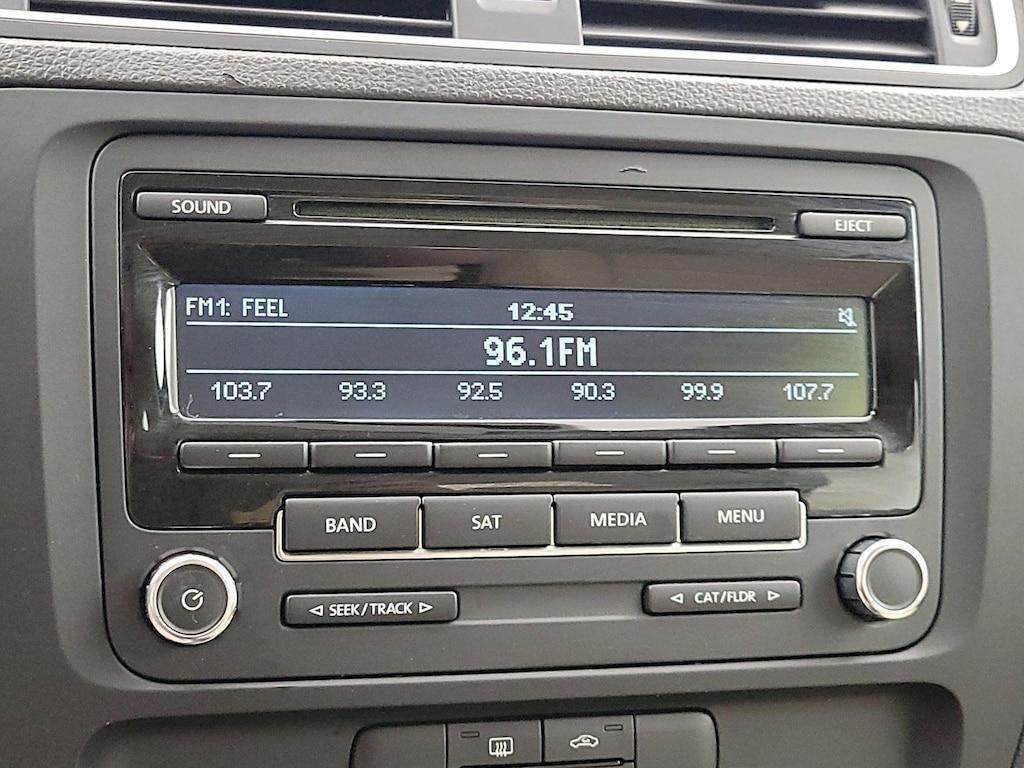 SOUND
EJECT
FM1: FEEL 12:45
96.1FM
103.7 93.3 92.5 90.3 99.9 107.7
BAND SAT MEDIA MENU
SEEK/TRACK CAT/FLDR